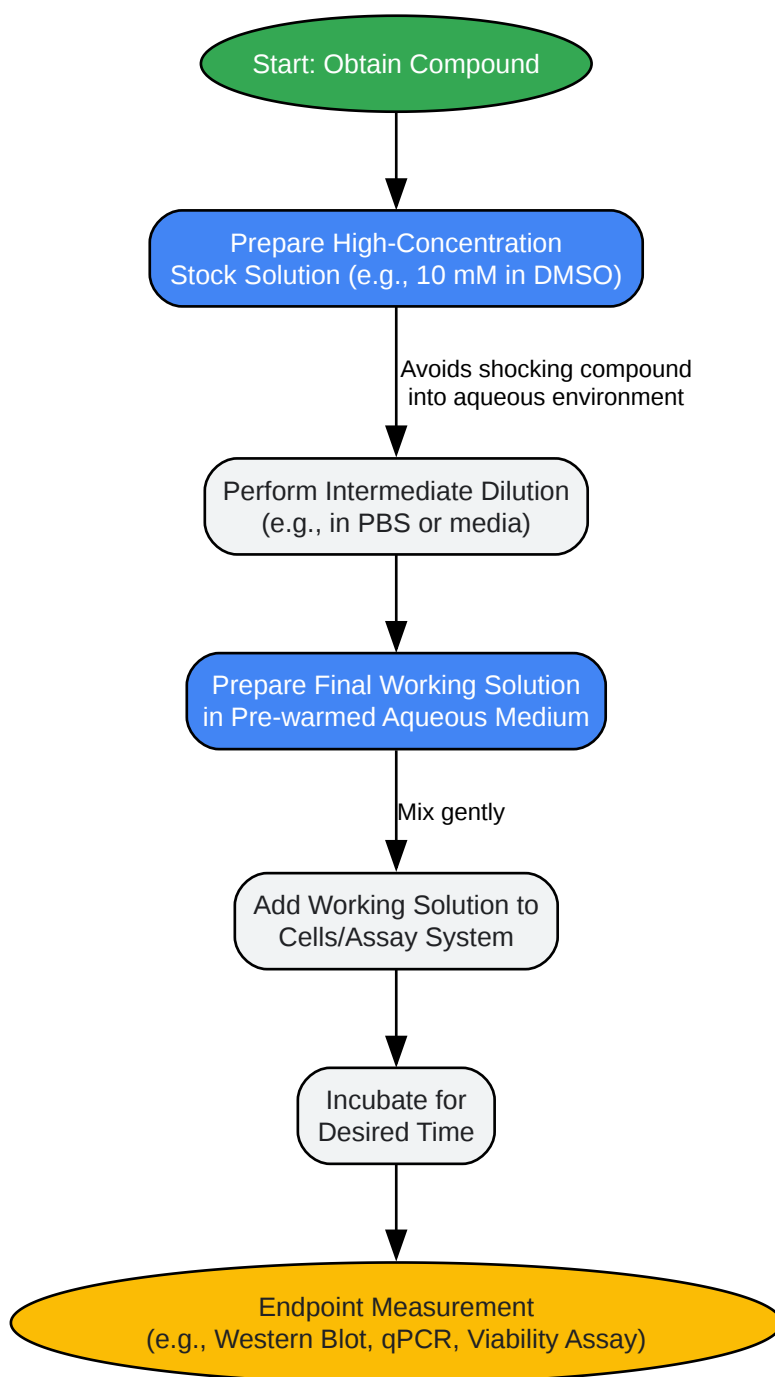 Start: Obtain Compound
Prepare High-Concentration
Stock Solution (e.g., 10 mM in DMSO)
Avoids shocking compound
into aqueous environment
Perform Intermediate Dilution
(e.g., in PBS or media)
Prepare Final Working Solution
in Pre-warmed Aqueous Medium
Mix gently
Add Working Solution to
Cells/Assay System
Incubate for
Desired Time
Endpoint Measurement
(e.g., Western Blot, qPCR, Viability Assay)